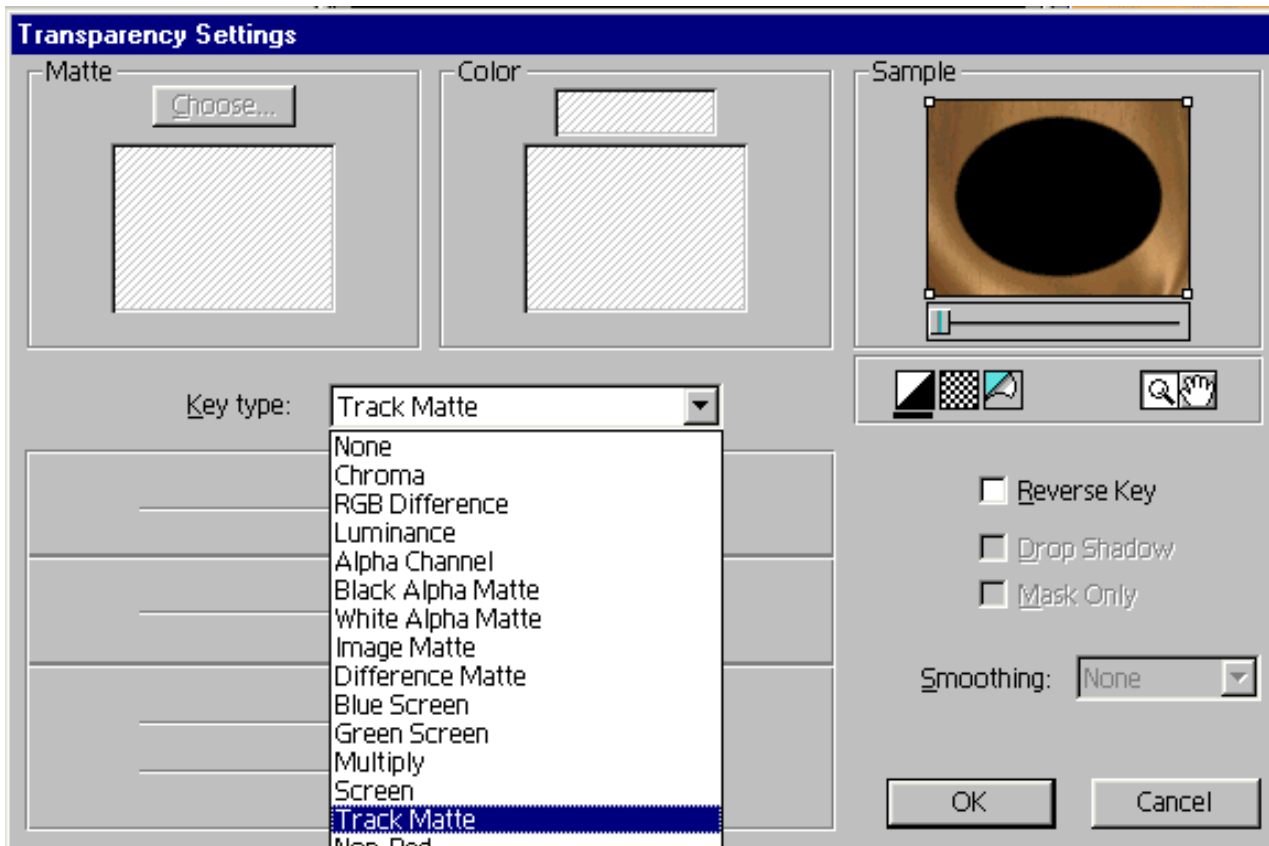 Transparency Settings
Matte
Color
Sample
Choose...
Key type:
Track Matte
None
Chroma
RGB Difference
Luminance
Alpha Channel
Black Alpha Matte
White Alpha Matte
Image Matte
Difference Matte
Blue Screen
Green Screen
Multiply
Screen
Track Matte
Reverse Key
Drop Shadow
Mask Only
Smoothing:
None
OK
Cancel